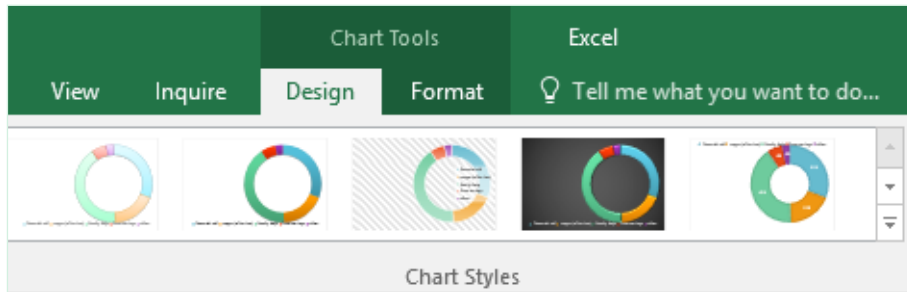 Chart Tools
Excel
View
Inquire
Design
Format
Tell me what you want to do...
Chart Styles